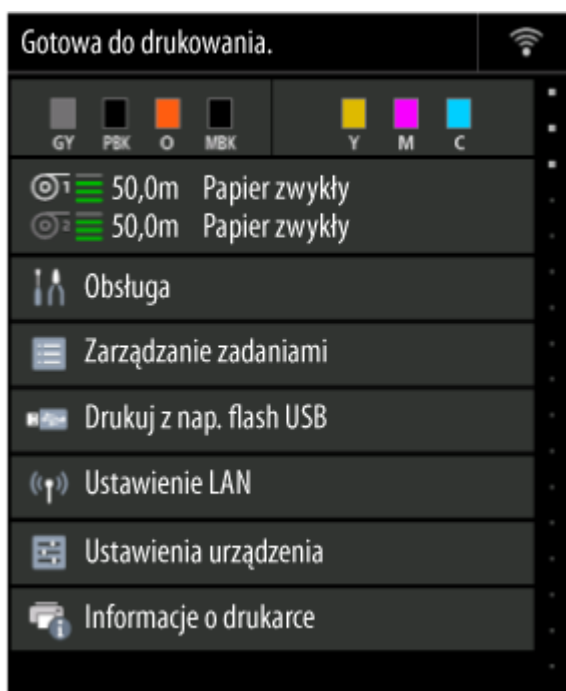 Gotowa do drukowania.
GY PBK O MBK Y M C
1 50,0m Papier zwykły
2 50,0m Papier zwykły
Obsługa
Zarządzanie zadaniami
Drukuj z nap. flash USB
Ustawienie LAN
Ustawienia urządzenia
Informacje o drukarce